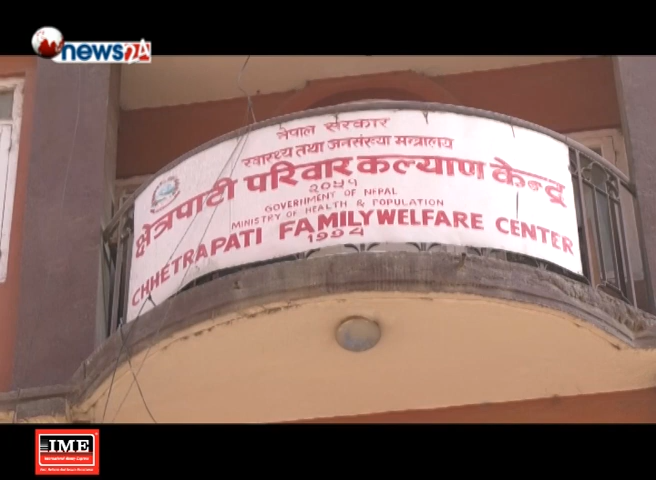 news24
नेपाल सरकार
स्वास्थ्य तथा जनसंख्या मन्त्रालय
क्षेत्रपाटी परिवार कल्याण केन्द्र
२०५१
GOVERNMENT OF NEPAL
MINISTRY OF HEALTH & POPULATION
CHHETRAPATI FAMILY WELFARE CENTER
1994
IME